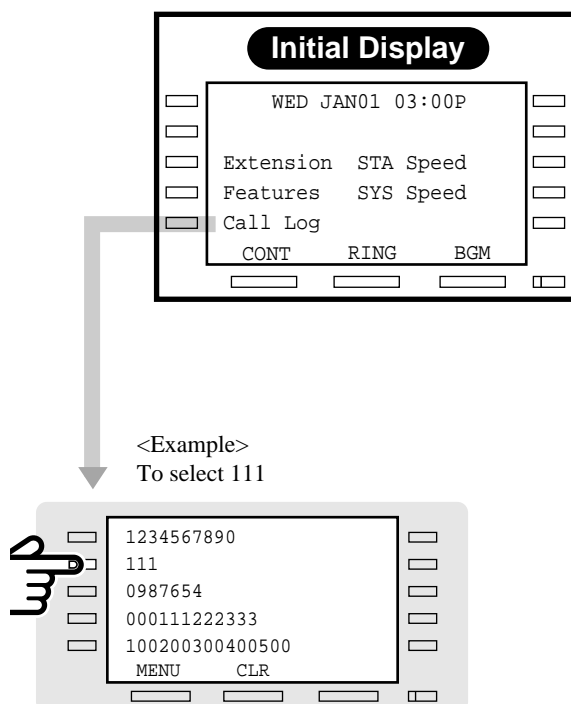 Initial Display
WED JAN01 03:00P
Extension STA Speed
Features SYS Speed
Call Log
CONT RING BGM
<Example>
To select 111
1234567890
111
0987654
000111222333
100200300400500
MENU CLR